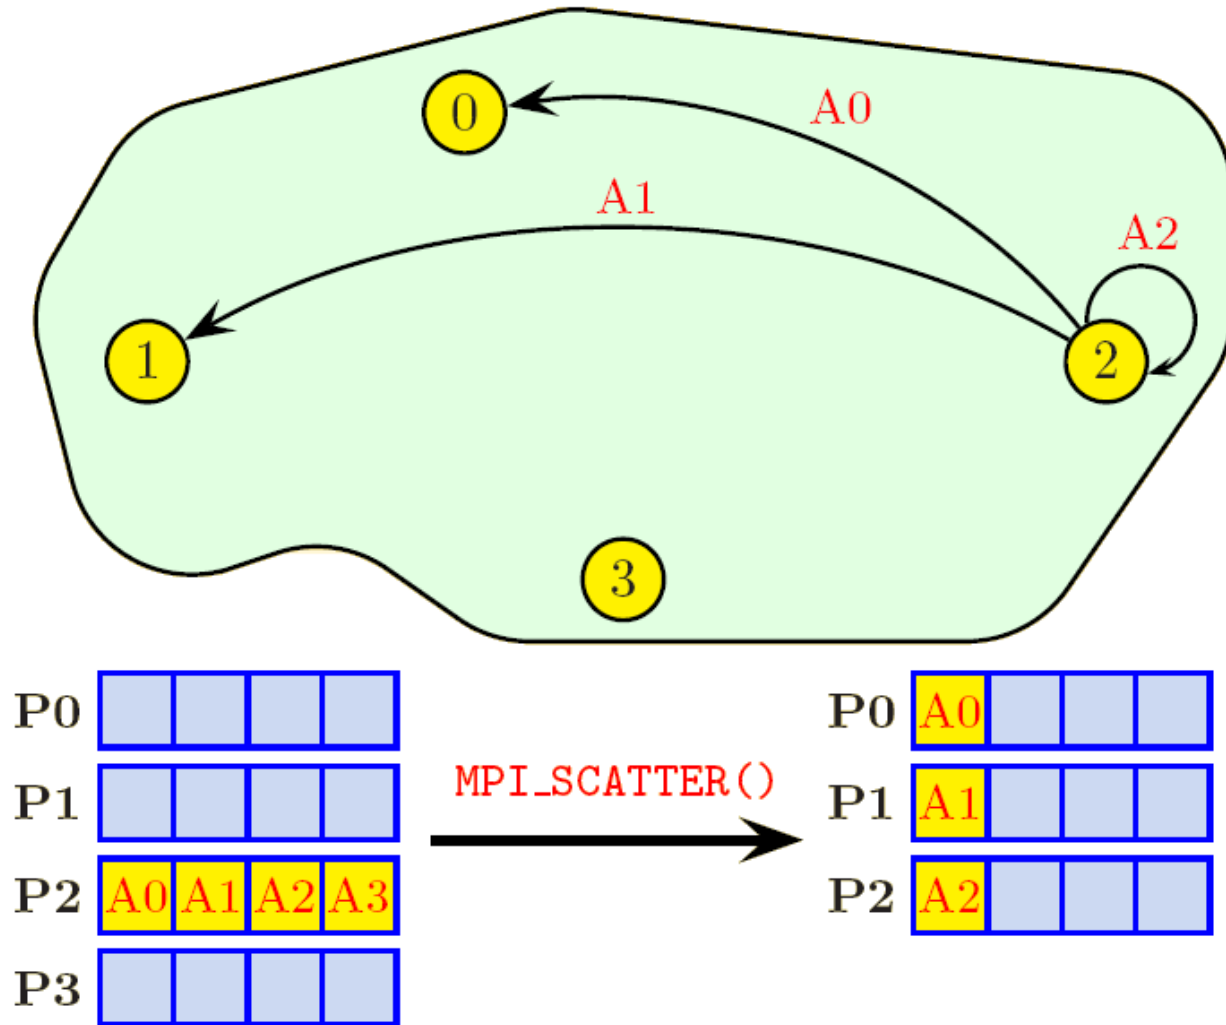 0
A0
A1
A2
1
2
3
P0
P1
P2 A0 A1 A2 A3
P3
MPI_SCATTER()
P0 A0
P1 A1
P2 A2